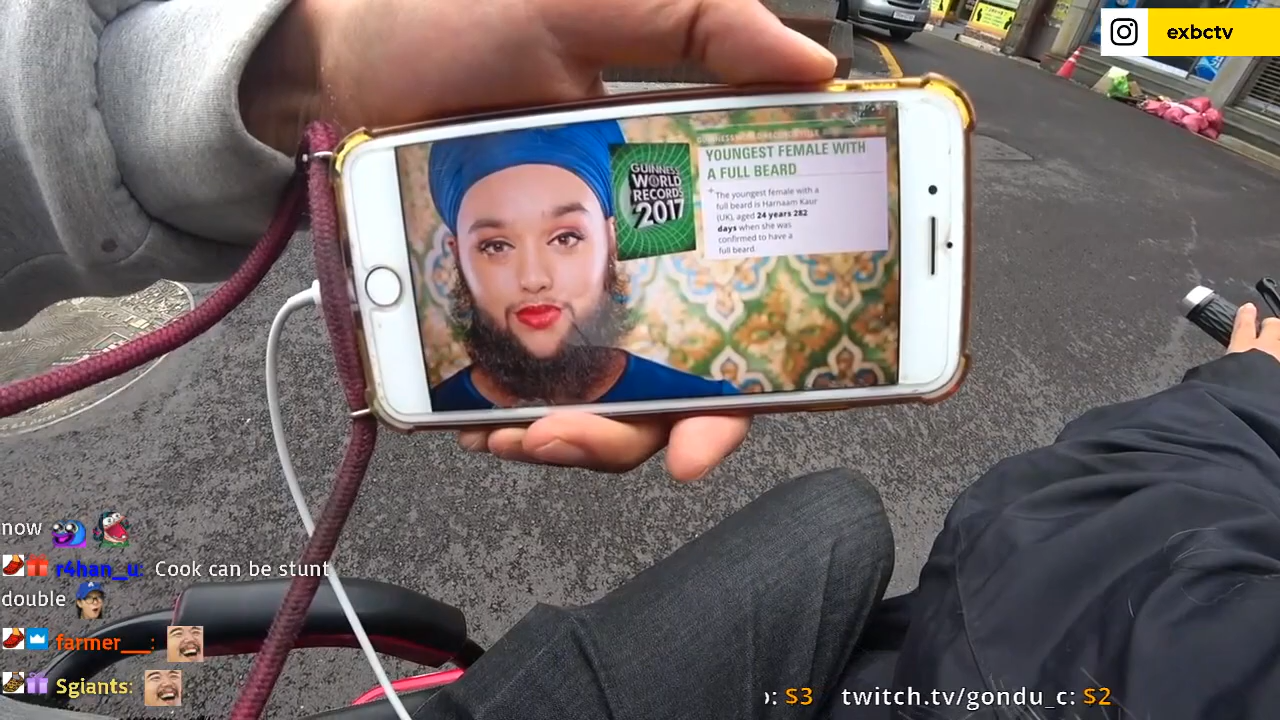 exbctv
YOUNGEST FEMALE WITH
A FULL BEARD
GUINNESS
WORLD
RECORDS
2017
The youngest female with a
full beard is Harnaam Kaur
(UK), aged 24 years 282
days when she was
confirmed to have a
full beard.
now
r4han_u: Cook can be stunt
double
farmer__:
Sgiants:
: $3 twitch.tv/gondu_c: $2